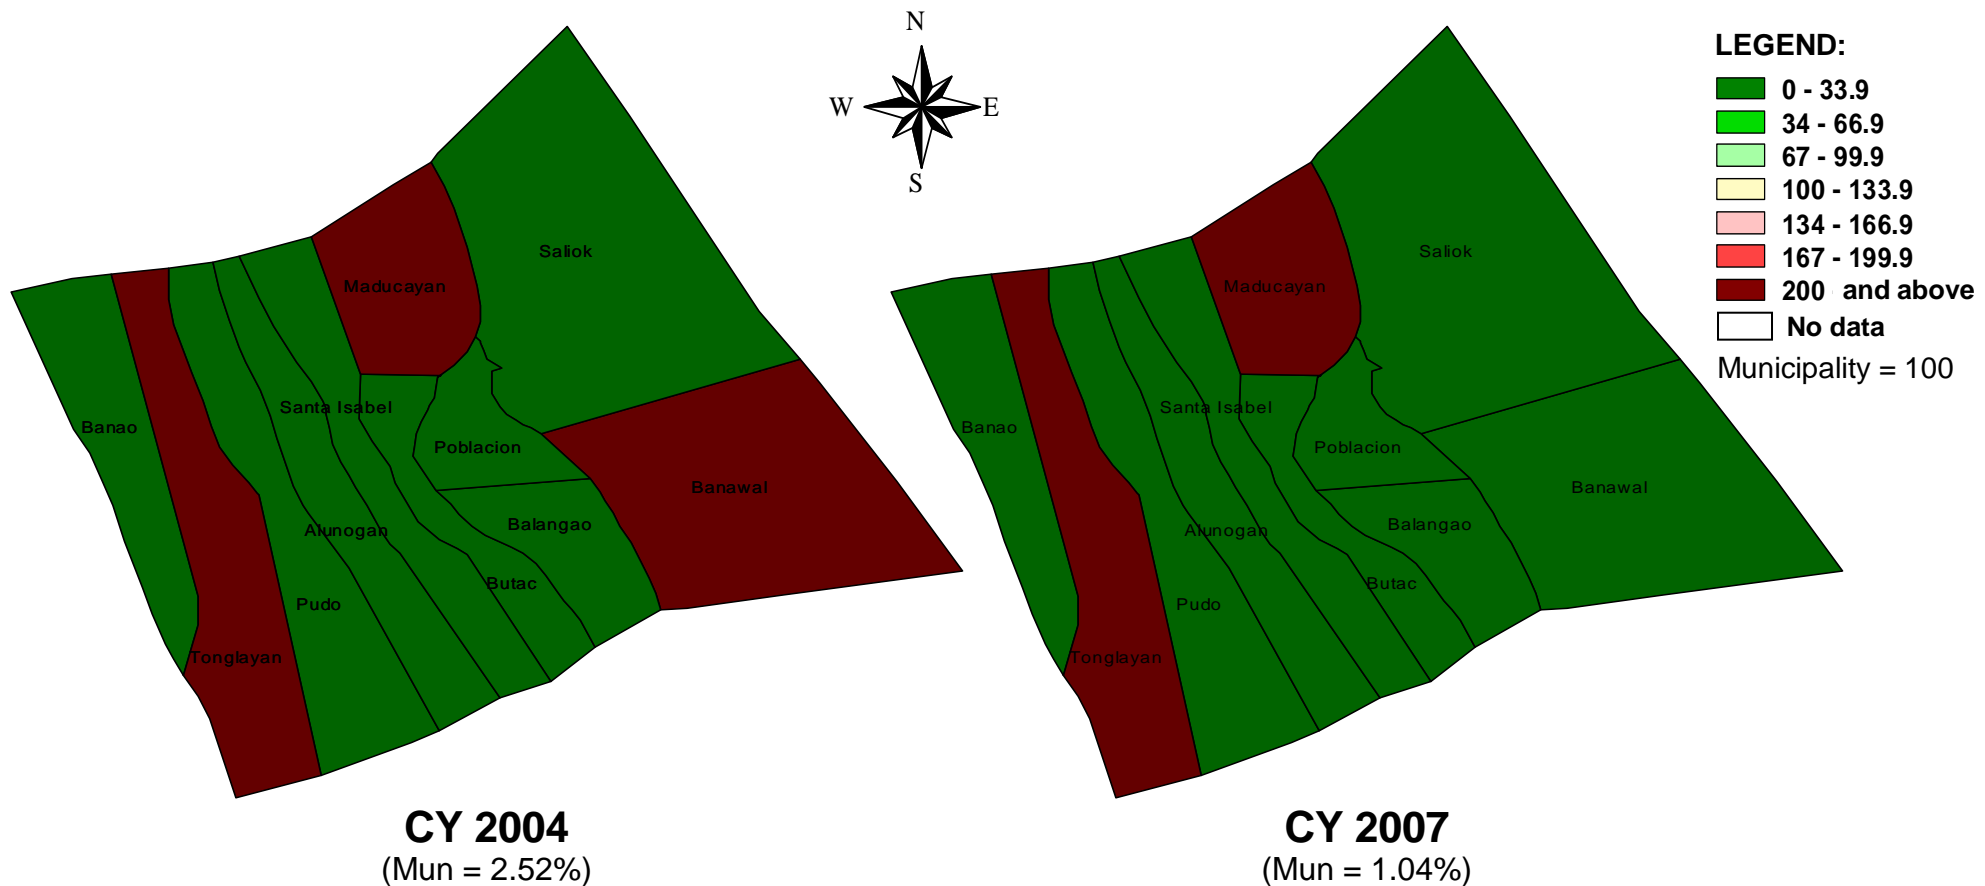 N
W
E
S
LEGEND:
0 - 33.9
34 - 66.9
67 - 99.9
100 - 133.9
134 - 166.9
167 - 199.9
200 and above
No data
Municipality = 100
Saliok
Maducayan
Santa Isabel
Banao
Poblacion
Banawal
Balangao
Alunogan
Butac
Pudo
Tonglayan
CY 2004
(Mun = 2.52%)
Saliok
Maducayan
Santa Isabel
Banao
Poblacion
Banawal
Balangao
Alunogan
Butac
Pudo
Tonglayan
CY 2007
(Mun = 1.04%)